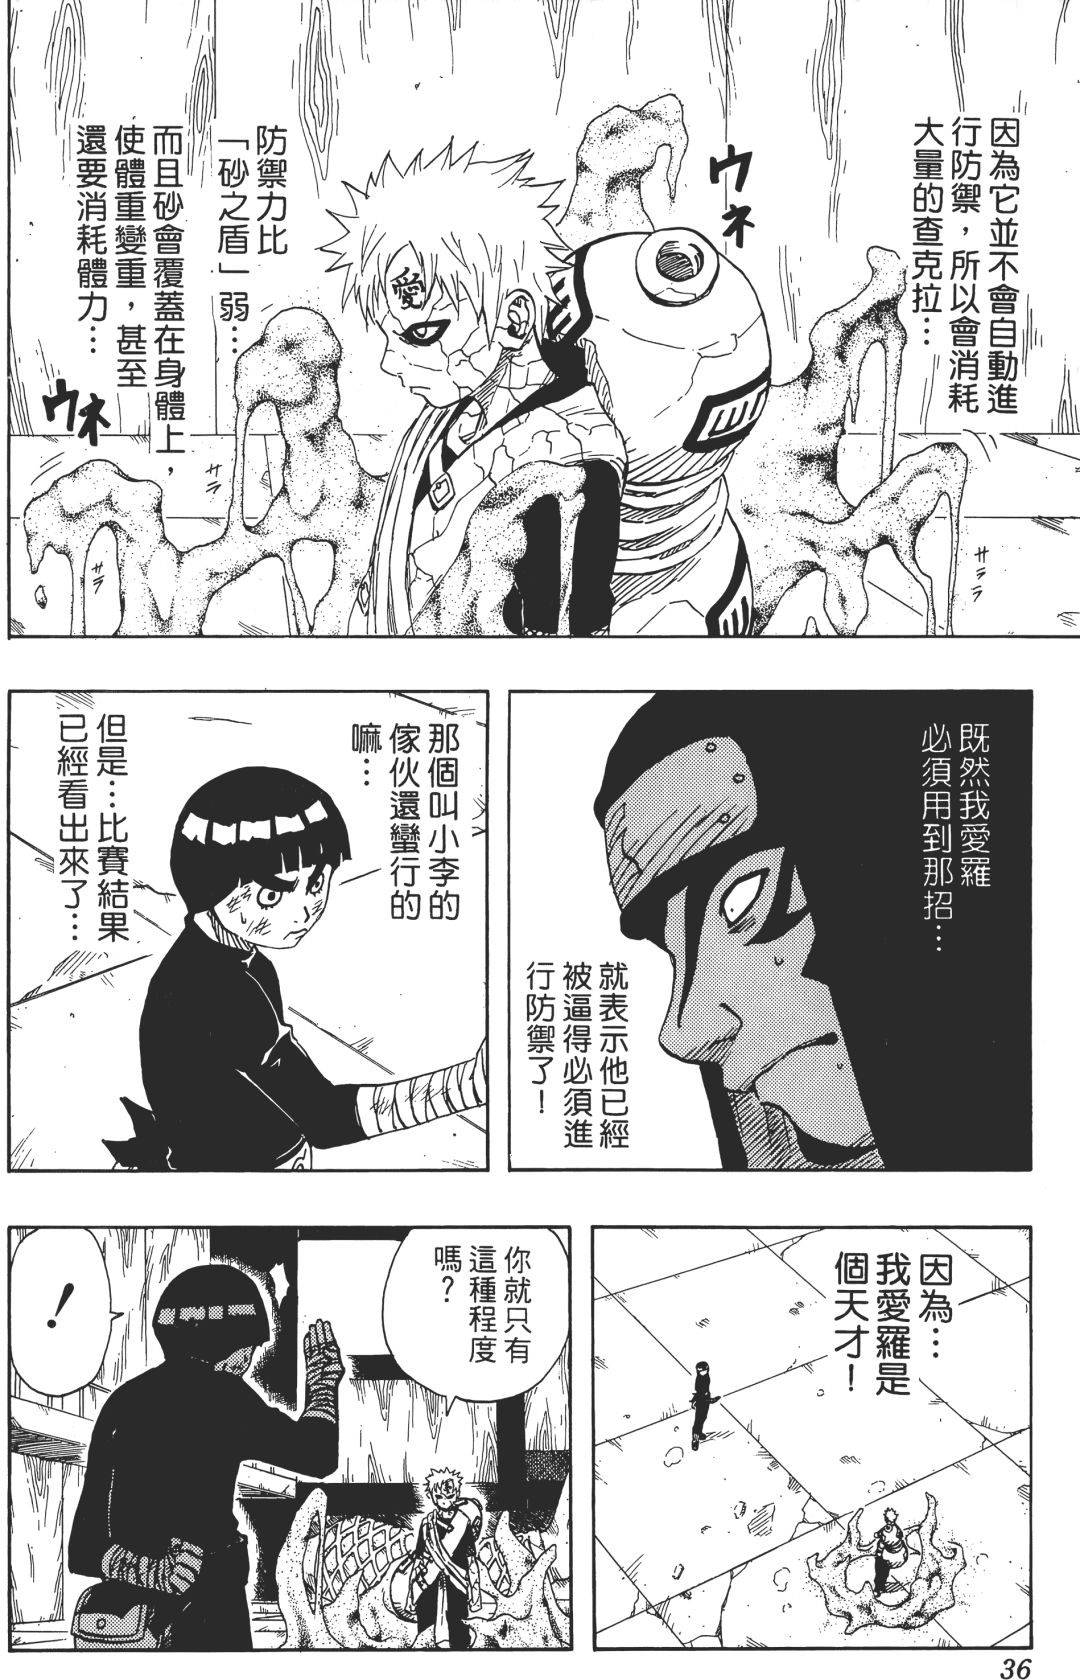 因為它並不會自動進
行防禦，所以會消耗
大量的查克拉…
ウネ
防禦力比
「砂之盾」弱…
而且砂會覆蓋在身體上，
使體重變重，甚至
還要消耗體力…
ウネ
サラ
サラ
サララ
既然我愛羅
必須用到那招…
就表示他已經
被逼得必須進
行防禦了！
那個叫小李的
傢伙還蠻行的
嘛…
但是…比賽結果
已經看出來了…
因為…
我愛羅是
個天才！
你就只有
這種程度
嗎？
！
36